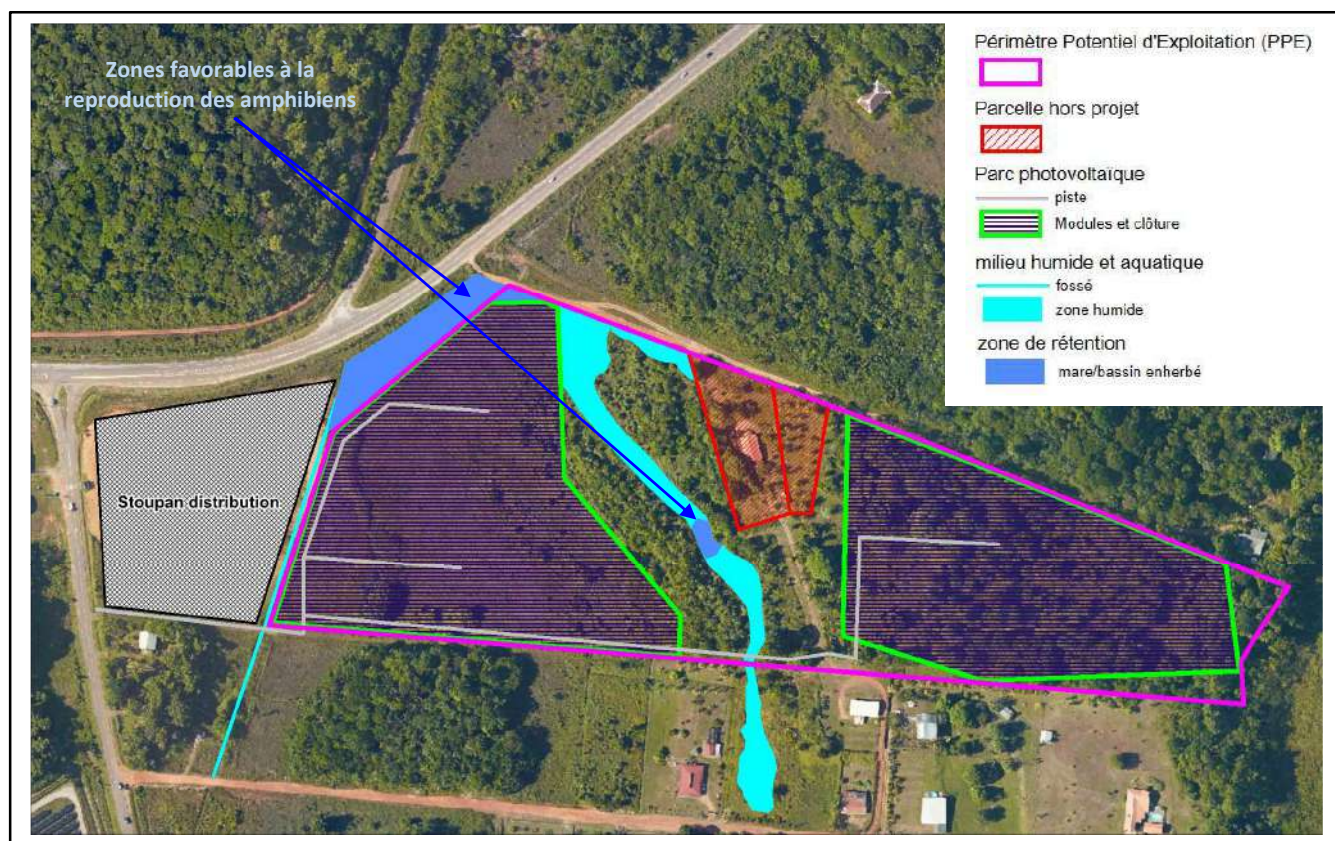 Zones favorables à la
reproduction des amphibiens
Stoupan distribution
Périmètre Potentiel d'Exploitation (PPE)
Parcelle hors projet
Parc photovoltaïque
piste
Modules et clôture
milieu humide et aquatique
fossé
zone humide
zone de rétention
mare/bassin enherbé